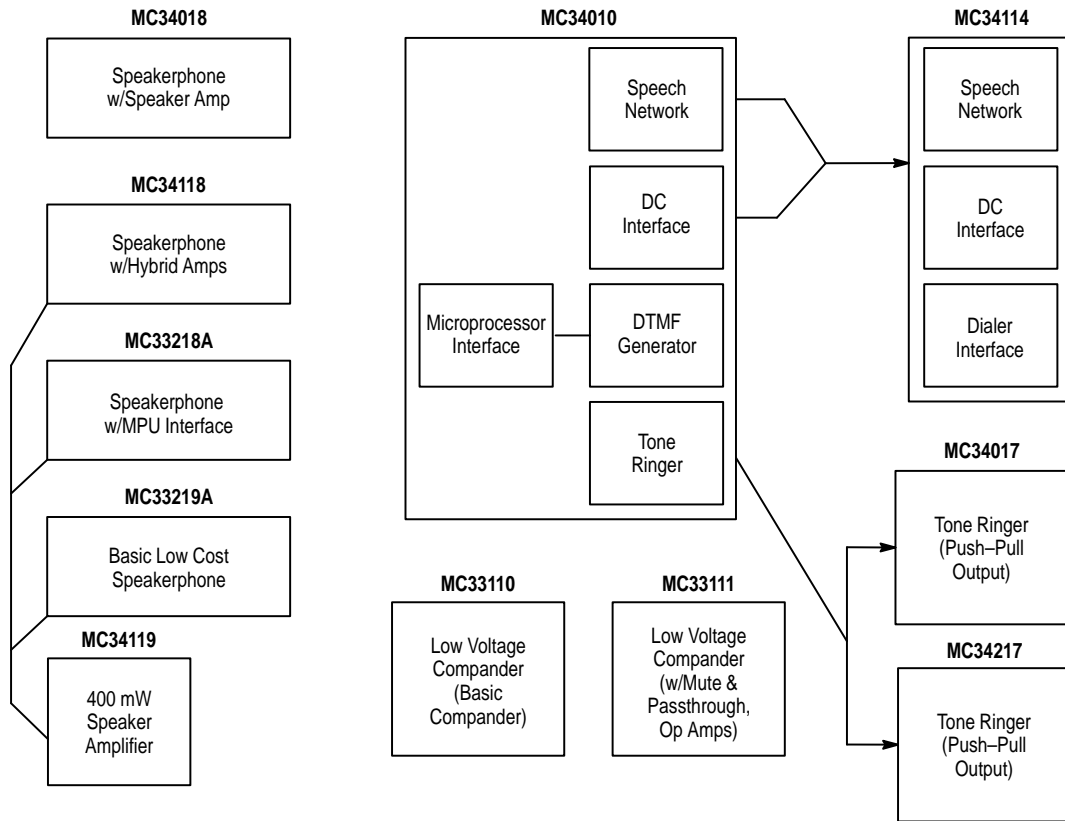 MC34018
Speakerphone
w/Speaker Amp
MC34118
Speakerphone
w/Hybrid Amps
MC33218A
Speakerphone
w/MPU Interface
MC33219A
Basic Low Cost
Speakerphone
MC34119
400 mW
Speaker
Amplifier
MC34010
Speech
Network
DC
Interface
Microprocessor
Interface
DTMF
Generator
Tone
Ringer
MC33110
Low Voltage
Compander
(Basic
Compander)
MC33111
Low Voltage
Compander
(w/Mute &
Passthrough,
Op Amps)
MC34114
Speech
Network
DC
Interface
Dialer
Interface
MC34017
Tone Ringer
(Push–Pull
Output)
MC34217
Tone Ringer
(Push–Pull
Output)